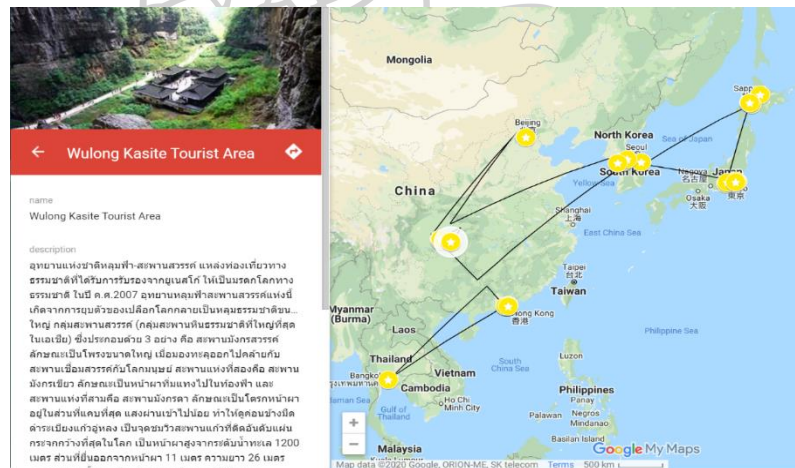 Wulong Kasite Tourist Area
name
Wulong Kasite Tourist Area
description
อุทยานแห่งชาติหลุมฟ้า-สะพานสวรรค์ แหล่งท่องเที่ยวทาง
ธรรมชาติที่ได้รับการรับรองจากยูเนสโก้ ให้เป็นมรดกโลกทาง
ธรรมชาติ ในปี ค.ศ.2007 อุทยานหลุมฟ้าสะพานสวรรค์แห่งนี้
เกิดจากการยุบตัวของเปลือกโลกกลายเป็นหลุมธรรมชาติขน...
ใหญ่ กลุ่มสะพานสวรรค์ (กลุ่มสะพานหินธรรมชาติที่ใหญ่ที่สุด
ในเอเชีย) ซึ่งประกอบด้วย 3 อย่าง คือ สะพานมังกรสวรรค์
ลักษณะเป็นโพรงขนาดใหญ่ เมื่อมองทะลุออกไปคล้ายกับ
สะพานเชื่อมสวรรค์กับโลกมนุษย์ สะพานแห่งที่สองคือ สะพาน
มังกรเขียว ลักษณะเป็นหน้าผาที่แทงไปในท้องฟ้า และ
สะพานแห่งที่สามคือ สะพานมังกรดำ ลักษณะเป็นโตรกหน้าผา
อยู่ในส่วนที่แคบที่สุด แสงผ่านเข้าไปน้อย ทำให้ดูค่อนข้างมืด
ดำระเบียงแก้วอู่หลง เป็นจุดชมวิวสะพานแก้วที่ติดอันดับแผ่น
กระจกกว้างที่สุดในโลก เป็นหน้าผาสูงจากระดับน้ำทะเล 1200
เมตร ส่วนที่ยื่นออกจากหน้าผา 11 เมตร ความยาว 26 เมตร
Mongolia
Sapp
Beijing
North Korea
Sea of Japan
Seoul
South Korea
Nagoya
名古屋
Japan
東京
Osaka
大阪
Yellow Sea
China
Shanghai
上海
East China Sea
Taipei
台北
Taiwan
Hong Kong
香港
Myanmar
(Burma)
Laos
Philippine Sea
Thailand
Bangko
กรุงเทพมหานคร
Vietnam
South
China Sea
Luzon
Cambodia
Ho Chi
Minh City
Gulf of
Thailand
Philippines
Panay
Palawan
Negros
Mindanao
Basilan Island
Malaysia
Google My Maps
Map data ©2020 Google, ORION-ME, SK telecom
Terms
500 km